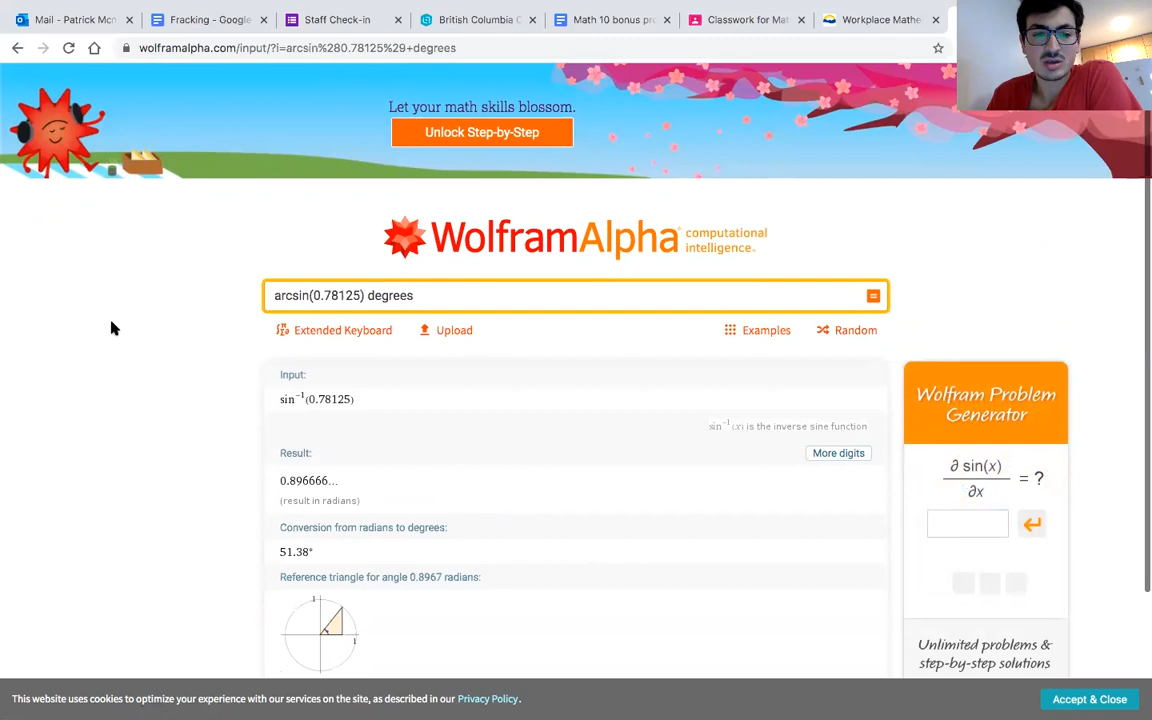 Mail - Patrick Mcn
Fracking - Google
Staff Check-in
British Columbia C
Math 10 bonus pro
Classwork for Mat
Workplace Mathe
wolframalpha.com/input/?i=arcsin%280.78125%29+degrees
Let your math skills blossom.
Unlock Step-by-Step
WolframAlpha computational intelligence.
arcsin(0.78125) degrees
Extended Keyboard
Upload
Examples
Random
Input:
sin⁻¹(0.78125)
sin⁻¹(x) is the inverse sine function
Result:
More digits
0.896666...
(result in radians)
Conversion from radians to degrees:
51.38°
Reference triangle for angle 0.8967 radians:
1
1
Wolfram Problem
Generator
∂ sin(x)
= ?
∂x
Unlimited problems &
step-by-step solutions
This website uses cookies to optimize your experience with our services on the site, as described in our Privacy Policy.
Accept & Close